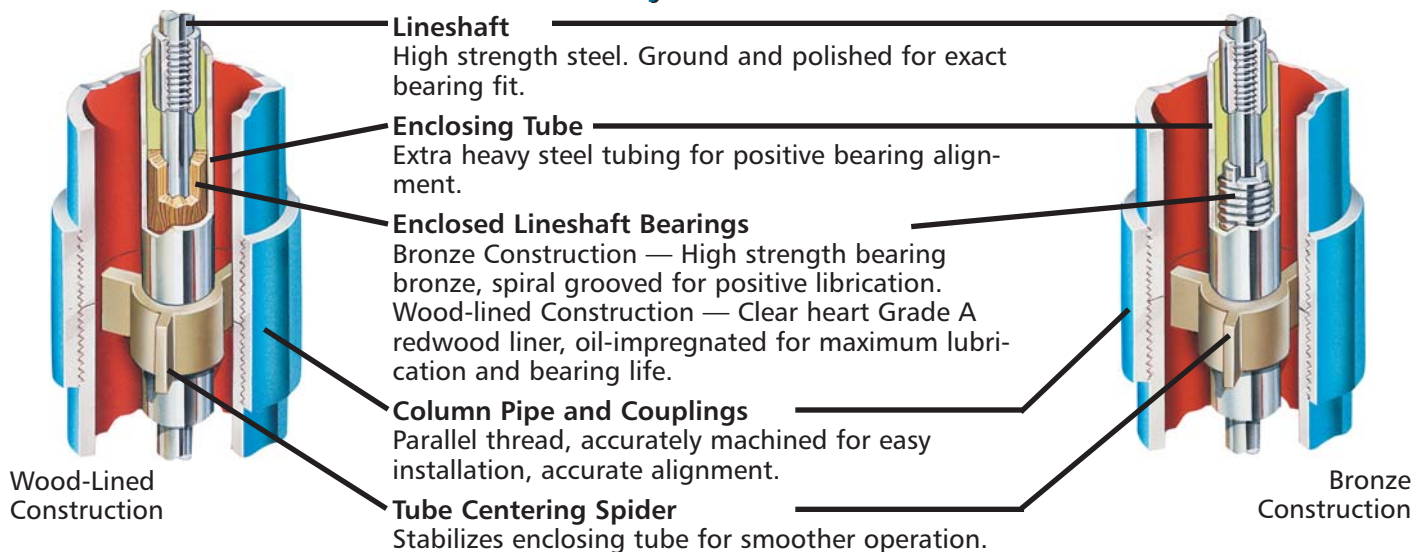 Lineshaft
High strength steel. Ground and polished for exact
bearing fit.
Enclosing Tube
Extra heavy steel tubing for positive bearing align-
ment.
Enclosed Lineshaft Bearings
Bronze Construction — High strength bearing
bronze, spiral grooved for positive librication.
Wood-lined Construction — Clear heart Grade A
redwood liner, oil-impregnated for maximum lubri-
cation and bearing life.
Column Pipe and Couplings
Parallel thread, accurately machined for easy
installation, accurate alignment.
Tube Centering Spider
Stabilizes enclosing tube for smoother operation.
Wood-Lined
Construction
Bronze
Construction